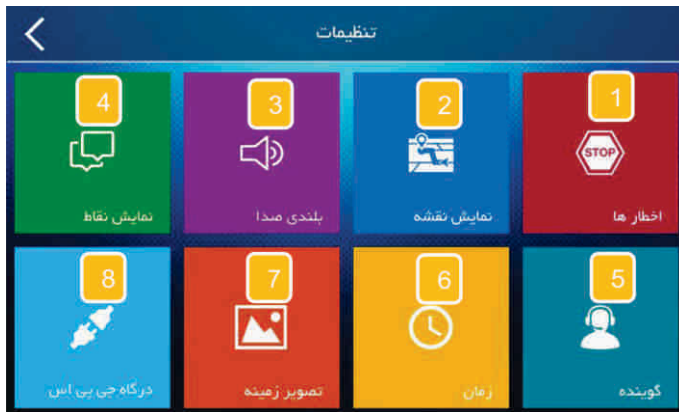 تنظیمات
1
STOP
اخطار ها
2
نمایش نقشه
3
بلندی صدا
4
نمایش نقاط
5
گوینده
6
زمان
7
تصویر زمینه
8
درگاه جی پی اس